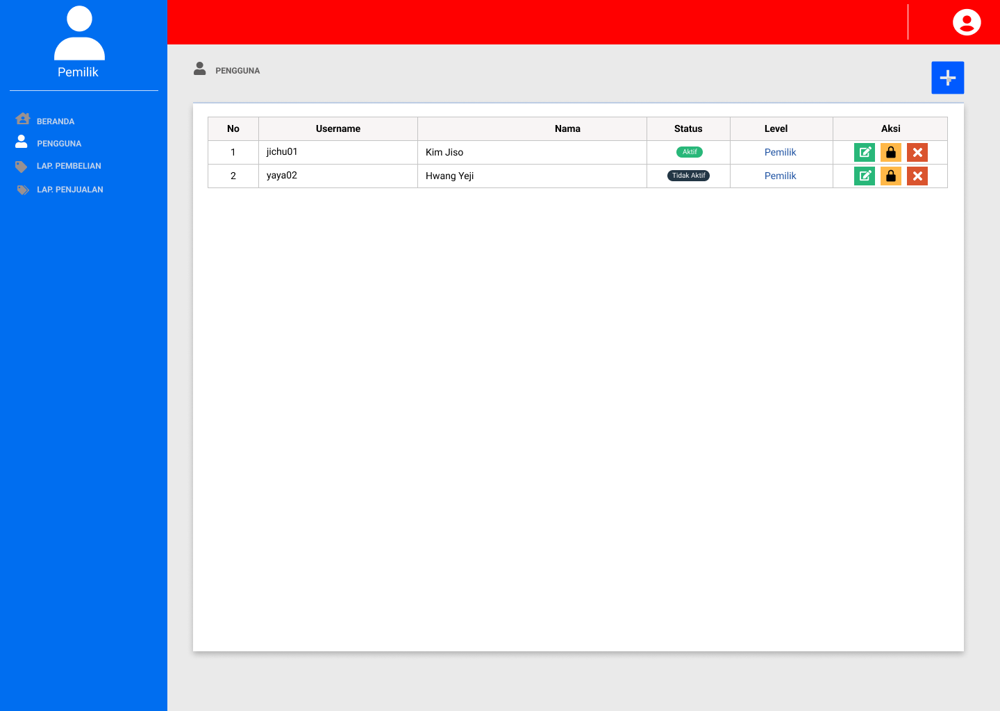 Pemilik
BERANDA
PENGGUNA
LAP. PEMBELIAN
LAP. PENJUALAN
PENGGUNA
No Username Nama Status Level Aksi
1 jichu01 Kim Jiso Aktif Pemilik
2 yaya02 Hwang Yeji Tidak Aktif Pemilik